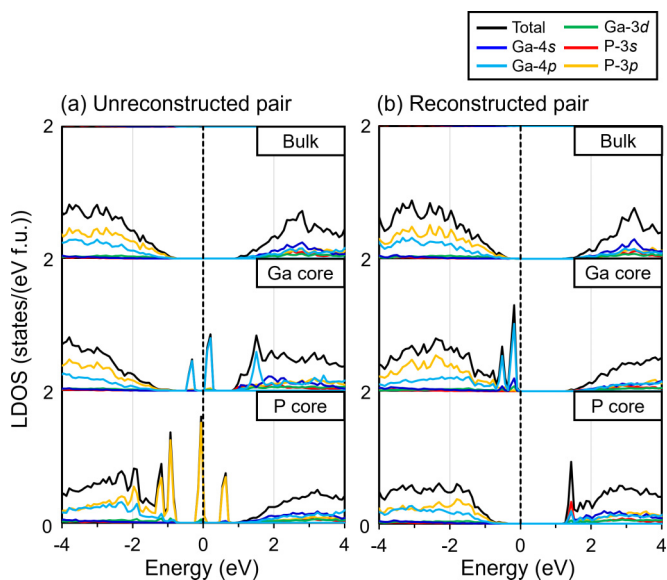 Total
Ga-3d
Ga-4s
P-3s
Ga-4p
P-3p
(a) Unreconstructed pair
(b) Reconstructed pair
LDOS (states/(eV f.u.))
2
Bulk
2
Ga core
2
P core
0
-4
-2
0
2
4
Energy (eV)
2
Bulk
2
Ga core
2
P core
0
-4
-2
0
2
4
Energy (eV)